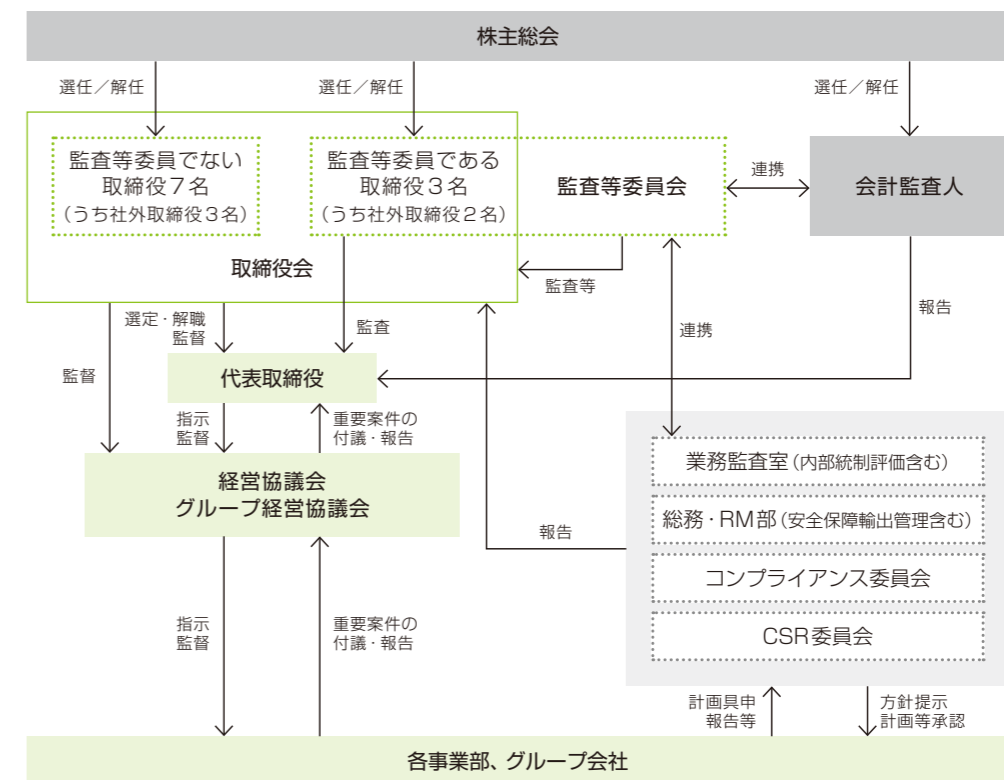 株主総会
選任／解任
選任／解任
選任／解任
監査等委員でない
取締役7名
（うち社外取締役3名）
監査等委員である
取締役3名
（うち社外取締役2名）
監査等委員会
連携
会計監査人
取締役会
監査等
選定・解職
監督
監査
連携
報告
監督
代表取締役
指示
監督
重要案件の
付議・報告
経営協議会
グループ経営協議会
業務監査室（内部統制評価含む）
総務・RM部（安全保障輸出管理含む）
報告
コンプライアンス委員会
CSR委員会
指示
監督
重要案件の
付議・報告
計画具申
報告等
方針提示
計画等承認
各事業部、グループ会社